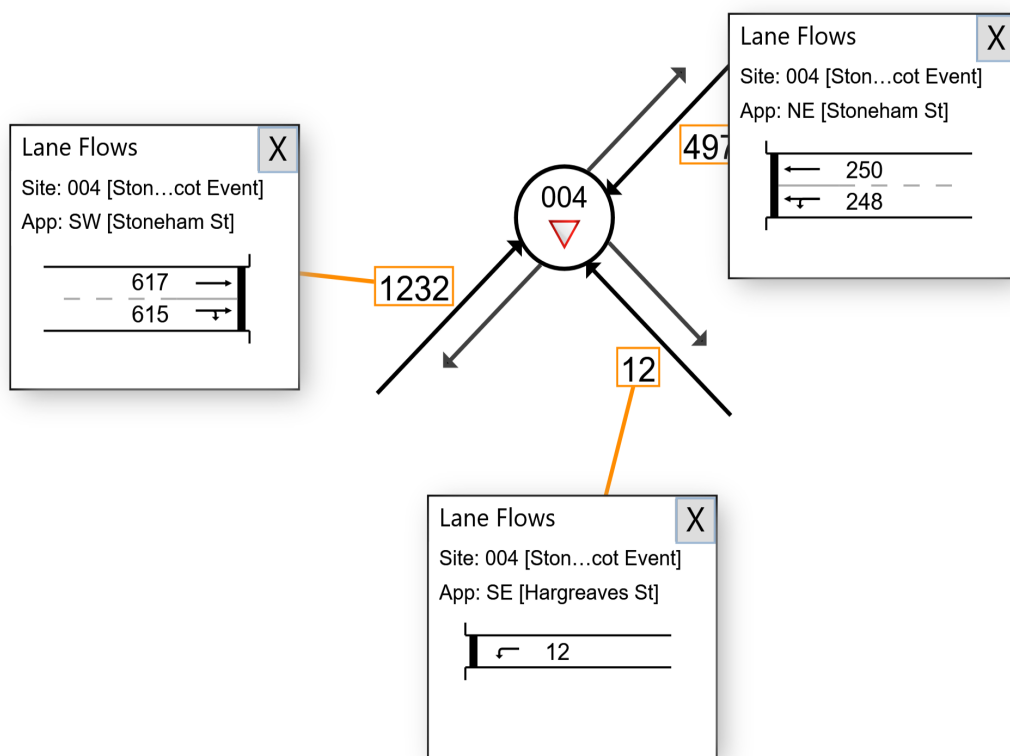 Lane Flows
X
Site: 004 [Ston...cot Event]
App: SW [Stoneham St]
617
615
1232
004
497
Lane Flows
X
Site: 004 [Ston...cot Event]
App: NE [Stoneham St]
250
248
12
Lane Flows
X
Site: 004 [Ston...cot Event]
App: SE [Hargreaves St]
12